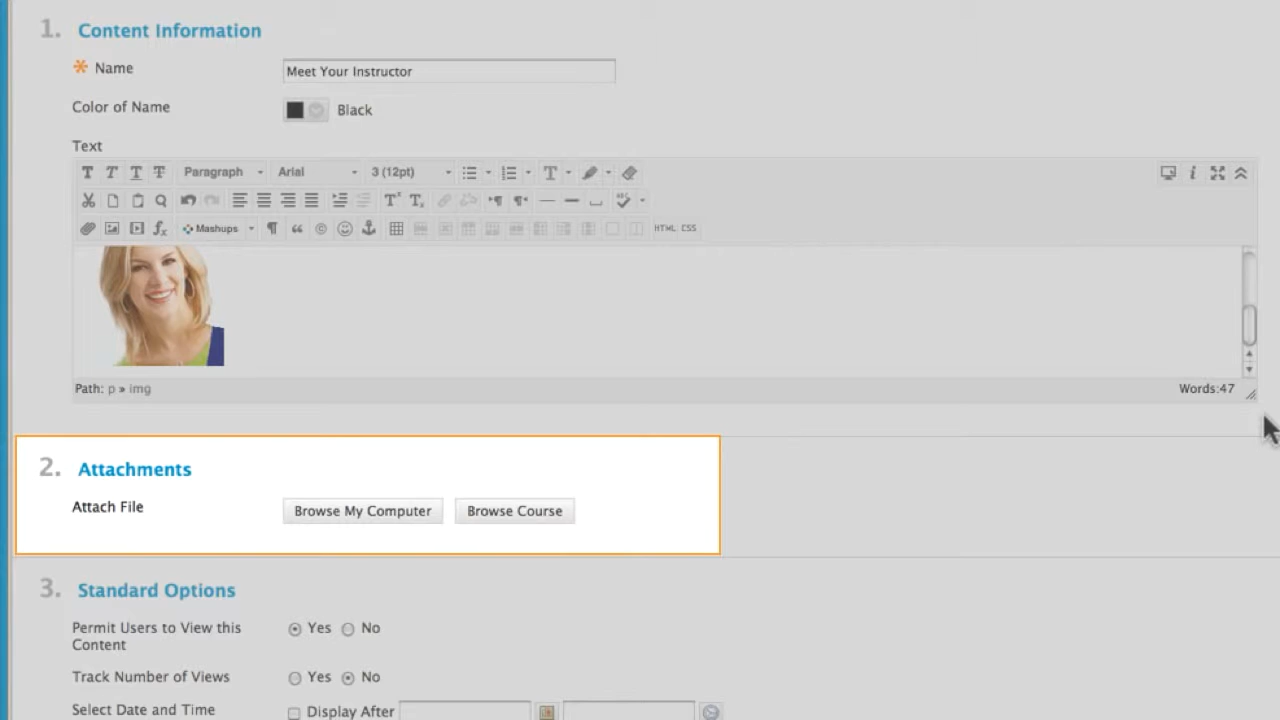 1. Content Information
Name
Meet Your Instructor
Color of Name
Black
Text
T T T T Paragraph Arial 3 (12pt) T
Mashups HTML CSS
Path: p » img
Words:47
2. Attachments
Attach File
Browse My Computer
Browse Course
3. Standard Options
Permit Users to View this
Content
Yes No
Track Number of Views
Yes No
Select Date and Time
Display After